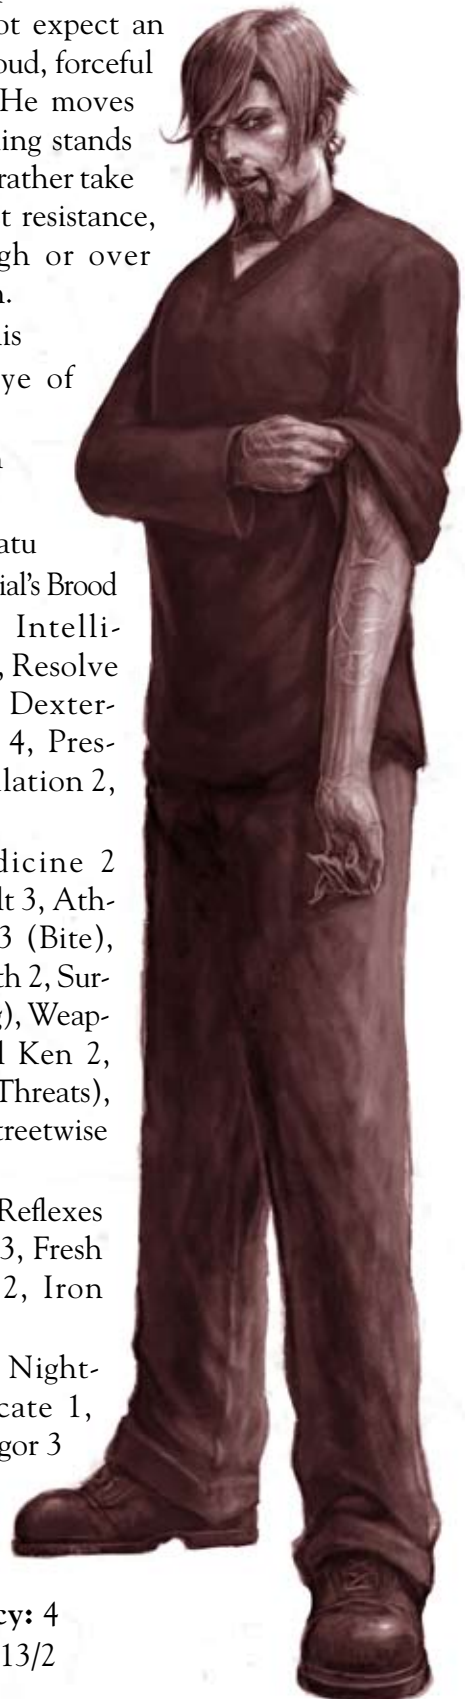 ot expect an
oud, forceful
He moves
ing stands
rather take
t resistance,
gh or over
n.
is
ye of
n
atu
ial's Brood
Intelli-
, Resolve
Dexter-
4, Pres-
lation 2,
dicine 2
lt 3, Ath-
3 (Bite),
th 2, Sur-
g), Weap-
l Ken 2,
Threats),
treetwise
Reflexes
3, Fresh
2, Iron
Night-
cate 1,
gor 3
cy: 4
13/2